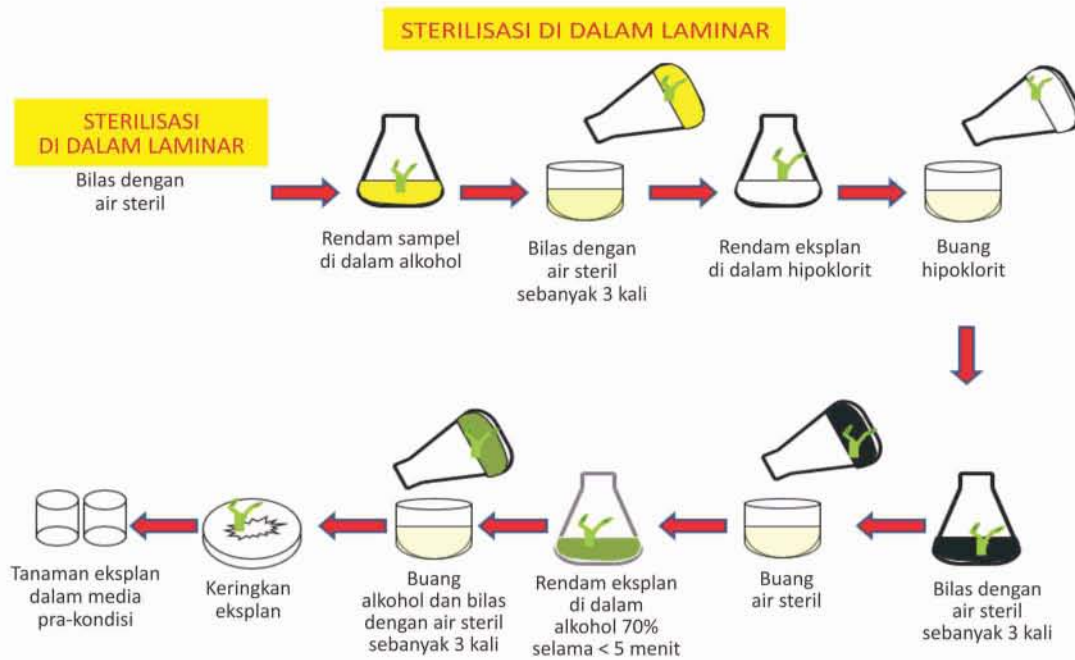 STERILISASI DI DALAM LAMINAR
STERILISASI
DI DALAM LAMINAR
Bilas dengan
air steril
Rendam sampel
di dalam alkohol
Bilas dengan
air steril
sebanyak 3 kali
Rendam eksplan
di dalam hipoklorit
Buang
hipoklorit
Bilas dengan
air steril
sebanyak 3 kali
Buang
air steril
Rendam eksplan
di dalam
alkohol 70%
selama < 5 menit
Buang
alkohol dan bilas
dengan air steril
sebanyak 3 kali
Keringkan
eksplan
Tanaman eksplan
dalam media
pra-kondisi